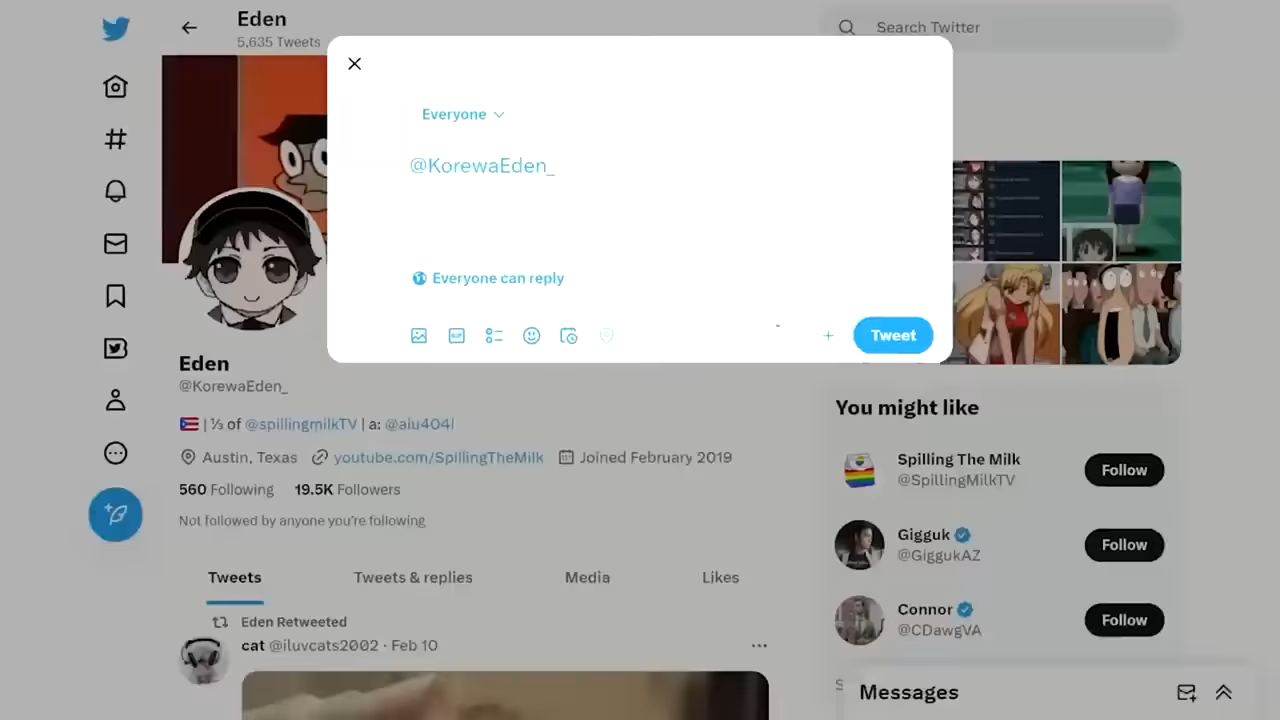 Eden
5,635 Tweets
Search Twitter
Everyone
@KorewaEden_
Everyone can reply
Tweet
Eden
@KorewaEden_
| ⅓ of @spillingmilkTV | a: @aiu404l
Austin, Texas youtube.com/SpillingTheMilk Joined February 2019
560 Following 19.5K Followers
Not followed by anyone you're following
Tweets Tweets & replies Media Likes
Eden Retweeted
cat @iluvcats2002 · Feb 10
You might like
Spilling The Milk
@SpillingMilkTV
Follow
Gigguk
@GiggukAZ
Follow
Connor
@CDawgVA
Follow
Messages